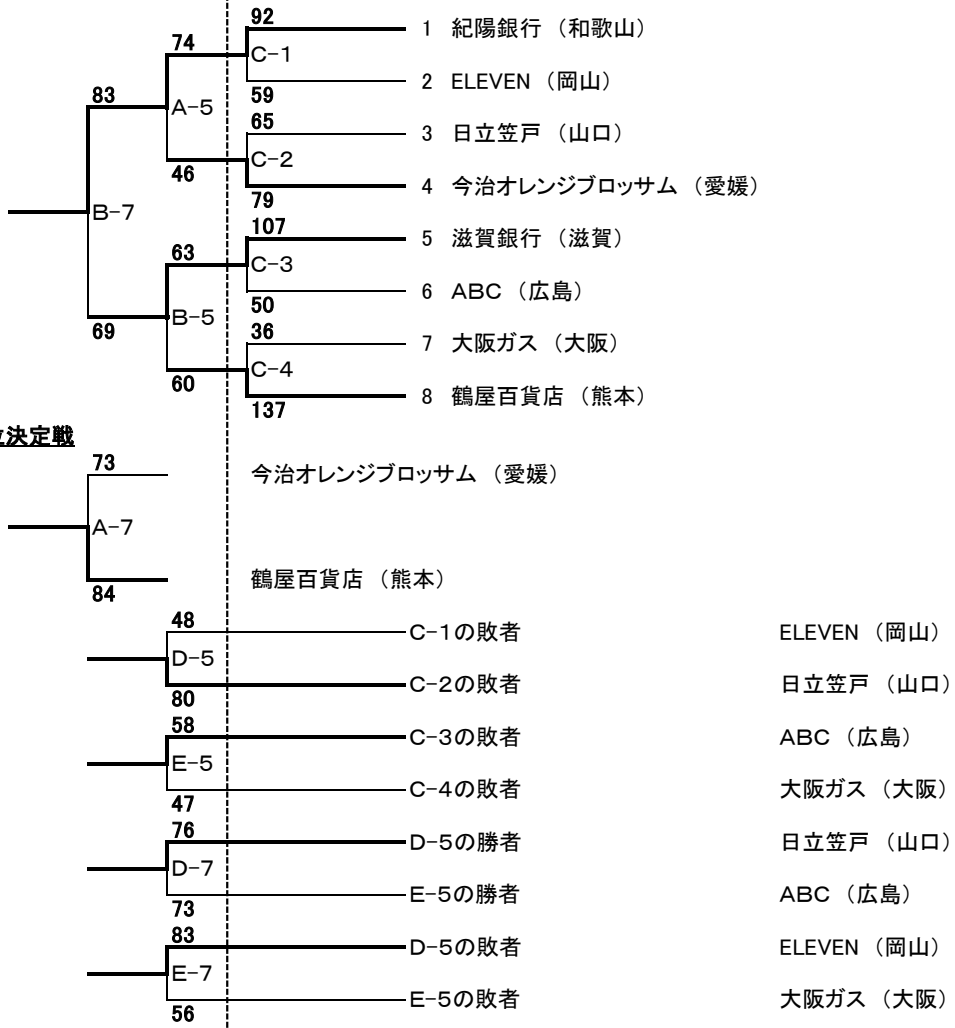 92
1 紀陽銀行 (和歌山)
74
C-1
2 ELEVEN (岡山)
83
59
A-5
65
3 日立笠戸 (山口)
C-2
46
4 今治オレンジブロッサム (愛媛)
79
B-7
107
5 滋賀銀行 (滋賀)
63
C-3
6 ABC (広島)
50
B-5
69
36
7 大阪ガス (大阪)
C-4
60
8 鶴屋百貨店 (熊本)
137
決定戦
73
今治オレンジブロッサム (愛媛)
A-7
84
鶴屋百貨店 (熊本)
48
C-1の敗者 ELEVEN (岡山)
D-5
C-2の敗者 日立笠戸 (山口)
80
58
C-3の敗者 ABC (広島)
E-5
C-4の敗者 大阪ガス (大阪)
47
76
D-5の勝者 日立笠戸 (山口)
D-7
E-5の勝者 ABC (広島)
73
83
D-5の敗者 ELEVEN (岡山)
E-7
E-5の敗者 大阪ガス (大阪)
56